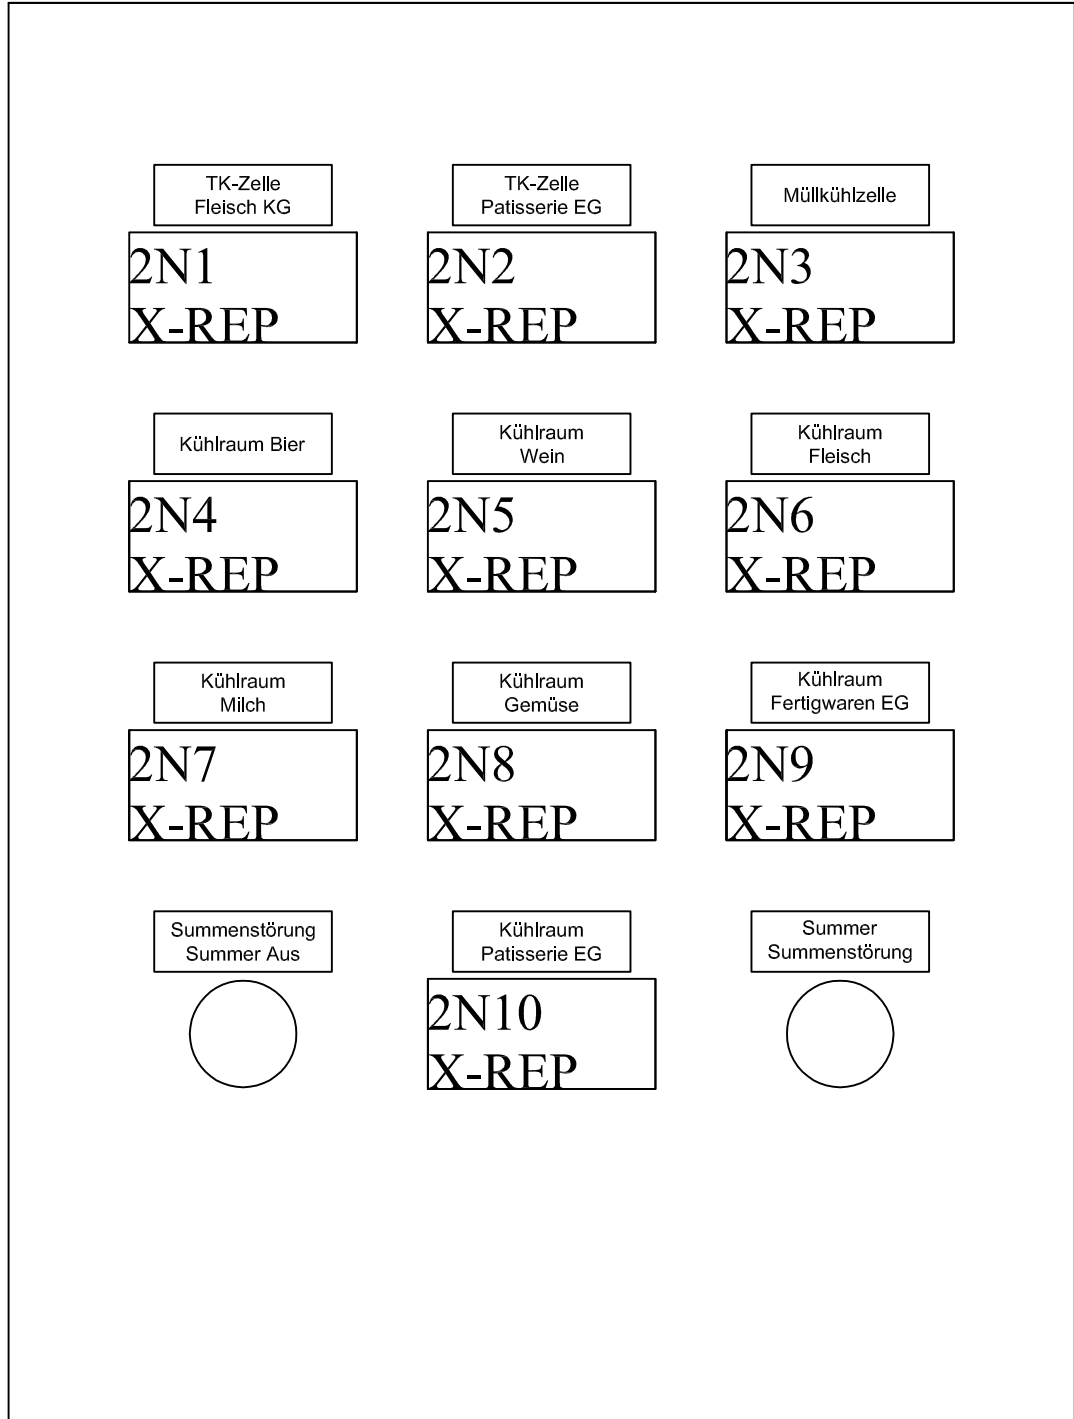 TK-Zelle
Fleisch KG
TK-Zelle
Patisserie EG
Müllkühlzelle
2N1
X-REP
2N2
X-REP
2N3
X-REP
Kühlraum Bier
Kühlraum
Wein
Kühlraum
Fleisch
2N4
X-REP
2N5
X-REP
2N6
X-REP
Kühlraum
Milch
Kühlraum
Gemüse
Kühlraum
Fertigwaren EG
2N7
X-REP
2N8
X-REP
2N9
X-REP
Summenstörung
Summer Aus
Kühlraum
Patisserie EG
Summer
Summenstörung
2N10
X-REP